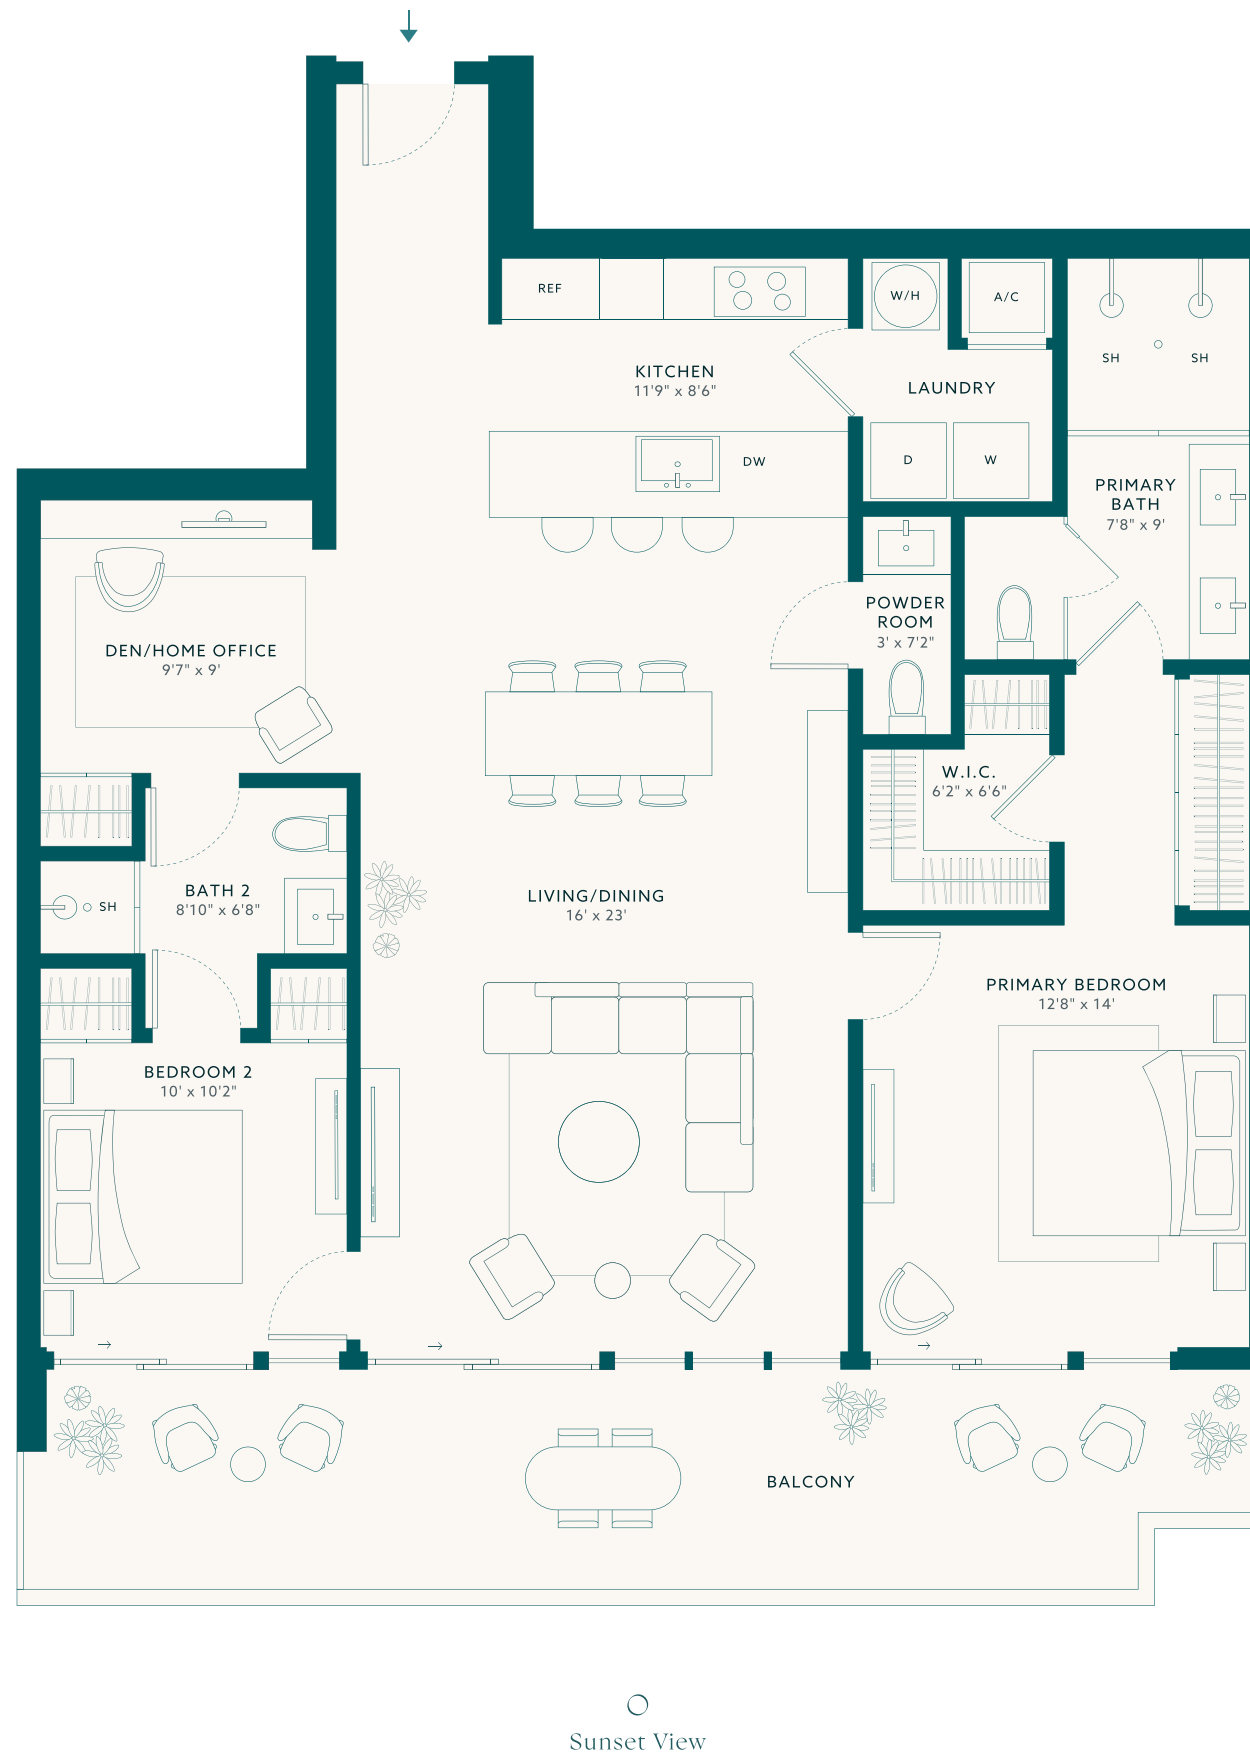 REF
W/H
A/C
SH
SH
KITCHEN
11'9" x 8'6"
LAUNDRY
DW
D
W
PRIMARY
BATH
7'8" x 9'
POWDER
ROOM
3' x 7'2"
DEN/HOME OFFICE
9'7" x 9'
W.I.C.
6'2" x 6'6"
BATH 2
8'10" x 6'8"
SH
LIVING/DINING
16' x 23'
PRIMARY BEDROOM
12'8" x 14'
BEDROOM 2
10' x 10'2"
BALCONY
Sunset View